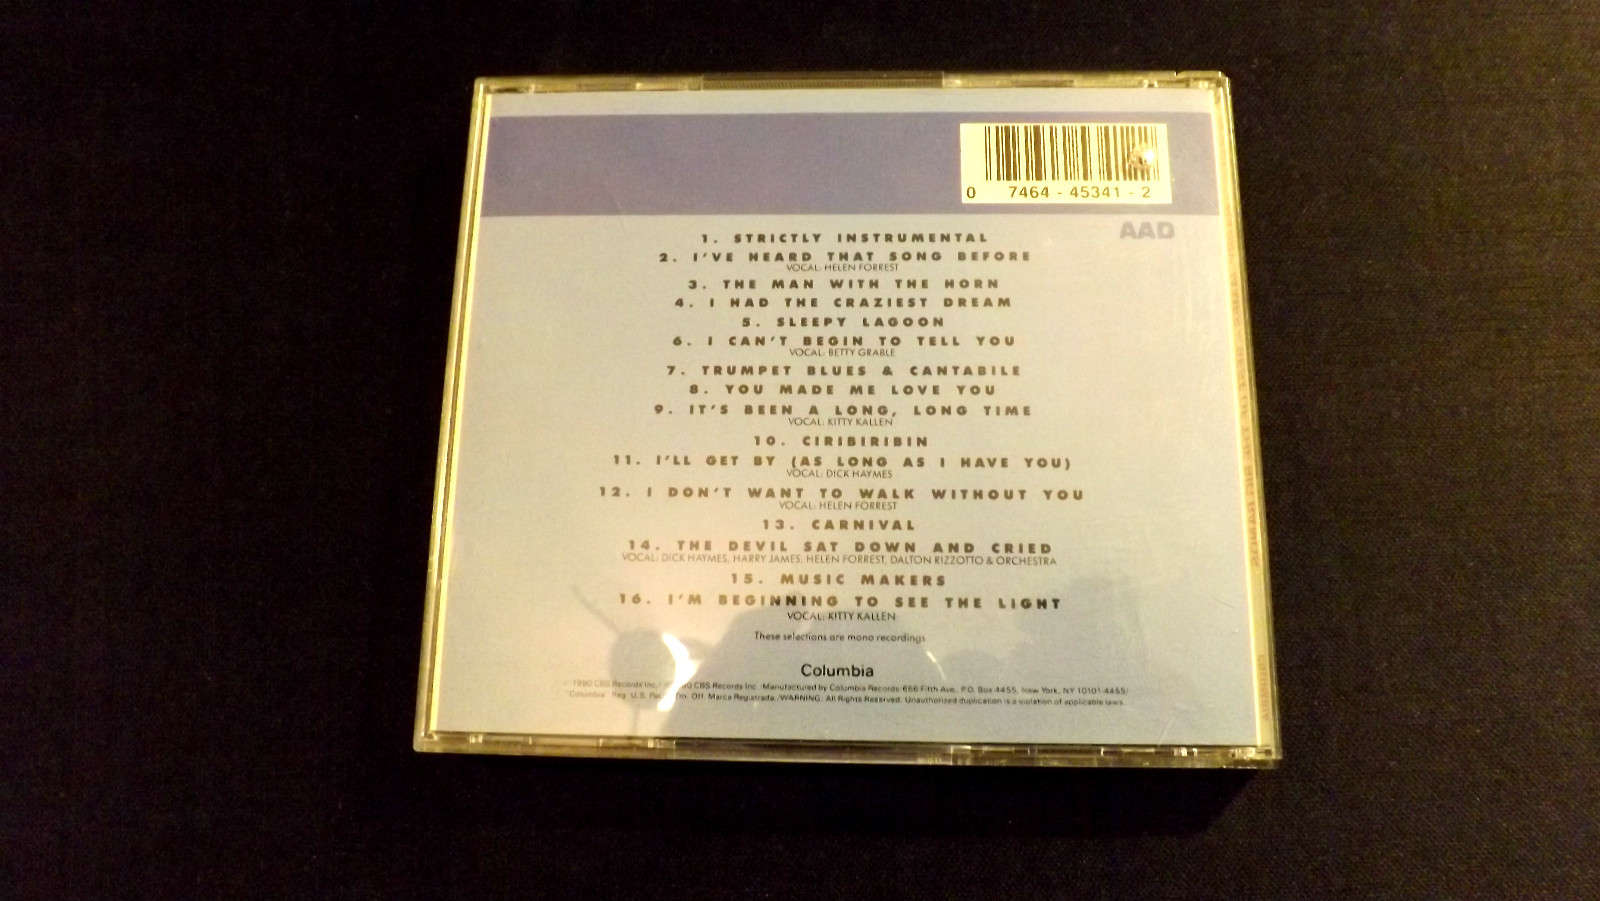 0 7464 - 45341 - 2
AAD
1. STRICTLY INSTRUMENTAL
2. I'VE HEARD THAT SONG BEFORE
VOCAL: HELEN FORREST
3. THE MAN WITH THE HORN
4. I HAD THE CRAZIEST DREAM
5. SLEEPY LAGOON
6. I CAN'T BEGIN TO TELL YOU
VOCAL: BETTY GRABLE
7. TRUMPET BLUES & CANTABILE
8. YOU MADE ME LOVE YOU
9. IT'S BEEN A LONG, LONG TIME
VOCAL: KITTY KALLEN
10. CIRIBIRIBIN
11. I'LL GET BY (AS LONG AS I HAVE YOU)
VOCAL: DICK HAYMES
12. I DON'T WANT TO WALK WITHOUT YOU
VOCAL: HELEN FORREST
13. CARNIVAL
14. THE DEVIL SAT DOWN AND CRIED
VOCAL: DICK HAYMES, HARRY JAMES, HELEN FORREST, DALTON RIZZOTTO & ORCHESTRA
15. MUSIC MAKERS
16. I'M BEGINNING TO SEE THE LIGHT
VOCAL: KITTY KALLEN
These selections are mono recordings
Columbia
1990 CBS Records Inc./ CBS Records Inc./Manufactured by Columbia Records/666 Fifth Ave., P.O. Box 4455, New York, NY 10101-4455/
"Columbia" Reg. U.S. Tm. Off. Marca Registrada./WARNING: All Rights Reserved. Unauthorized duplication is a violation of applicable laws.